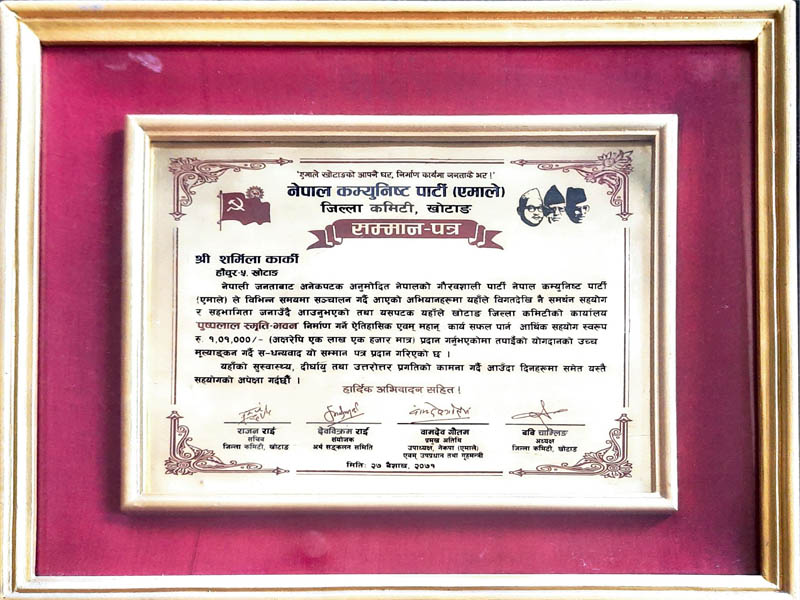 'एमाले खोटाङको आफ्नै घर, निर्माण कार्यमा जनताकै भर !'
नेपाल कम्युनिष्ट पार्टी (एमाले)
जिल्ला कमिटी, खोटाङ
सम्मान-पत्र
श्री शर्मिला कार्की
हौंचुर-५, खोटाङ
नेपाली जनताबाट अनेकपटक अनुमोदित नेपालको गौरवशाली पार्टी नेपाल कम्युनिष्ट पार्टी
(एमाले) ले विभिन्न समयमा सञ्चालन गर्दै आएको अभियानहरूमा यहाँले विगतदेखि नै समर्थन सहयोग
र सहभागिता जनाउँदै आउनुभएको तथा यसपटक यहाँले खोटाङ जिल्ला कमिटीको कार्यालय
'पुष्पलाल स्मृति-भवन' निर्माण गर्ने ऐतिहासिक एवम् महान् कार्य सफल पार्न आर्थिक सहयोग स्वरूप
रु. १,०१,०००/- (अक्षरेपि एक लाख एक हजार मात्र) प्रदान गर्नुभएकोमा तपाईंको योगदानको उच्च
मूल्याङ्कन गर्दै स-धन्यवाद यो सम्मान पत्र प्रदान गरिएको छ ।
यहाँको सुस्वास्थ्य, दीर्घायु तथा उत्तरोत्तर प्रगतिको कामना गर्दै आउँदा दिनहरूमा समेत यस्तै
सहयोगको अपेक्षा गर्दछौं ।
हार्दिक अभिवादन सहित !
राजन राई
सचिव
जिल्ला कमिटी, खोटाङ
देवविक्रम राई
संयोजक
अर्थ सङ्कलन समिति
वामदेव गौतम
प्रमुख अतिथि
उपाध्यक्ष, नेकपा (एमाले)
एवम् उपप्रधान तथा गृहमन्त्री
बबि चाम्लिङ
अध्यक्ष
जिल्ला कमिटी, खोटाङ
मिति: २७ बैशाख, २०७१